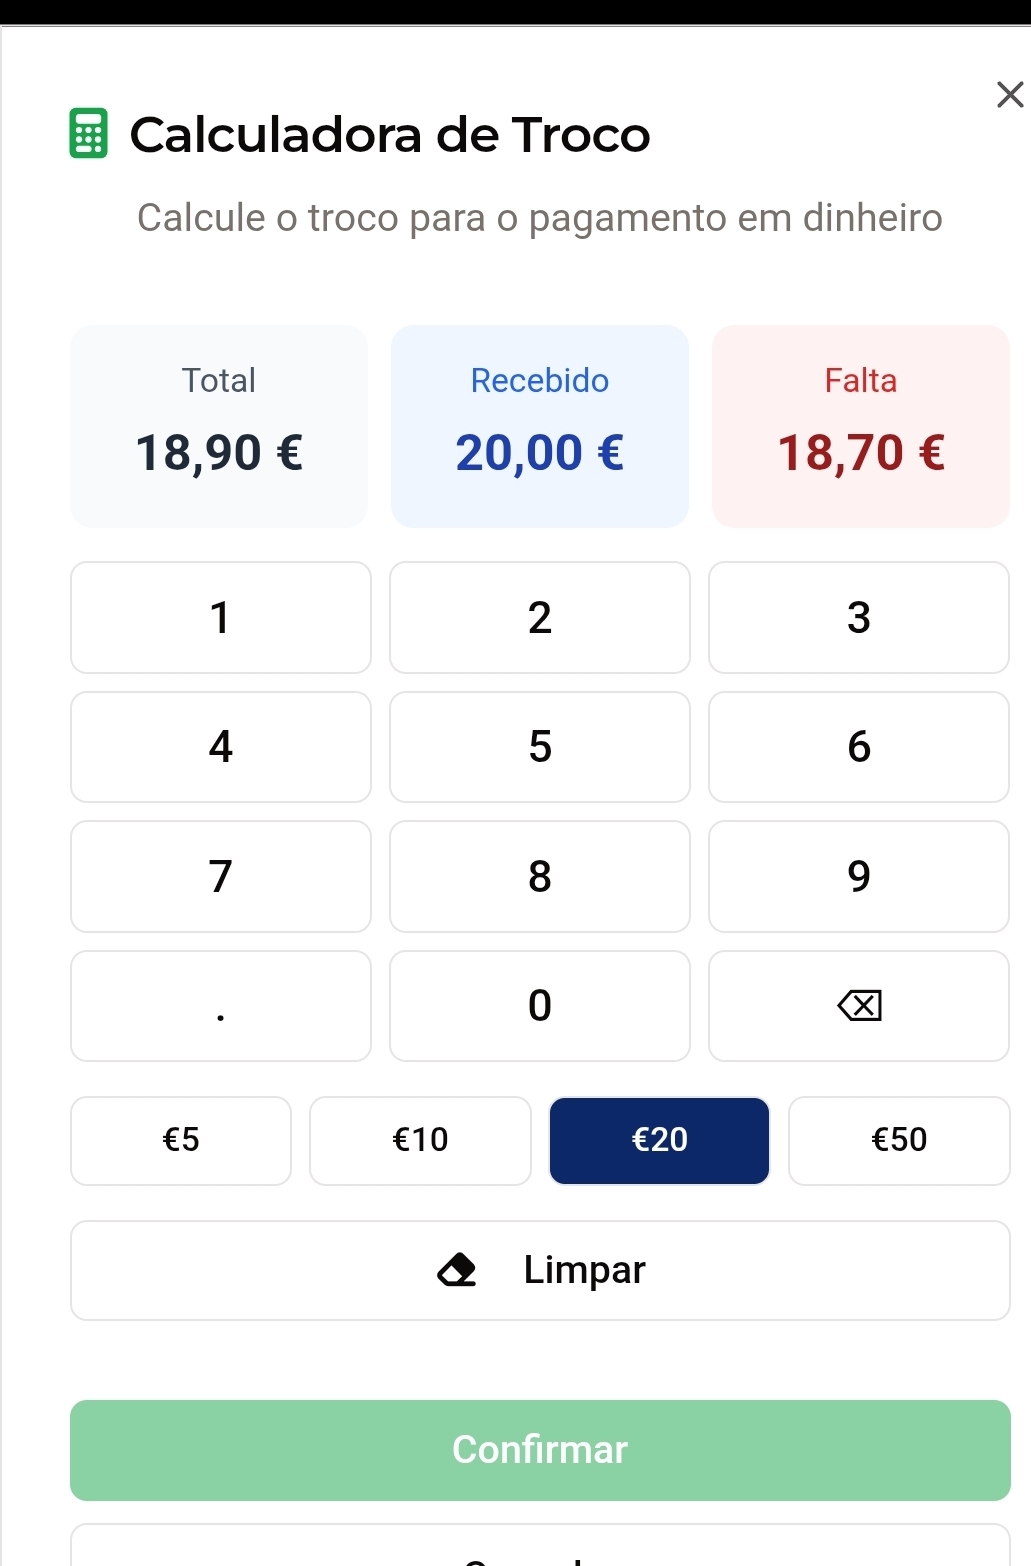 Calculadora de Troco
Calcule o troco para o pagamento em dinheiro
Total
18,90 €
Recebido
20,00 €
Falta
18,70 €
1 2 3
4 5 6
7 8 9
. 0
€5 €10 €20 €50
Limpar
Confirmar